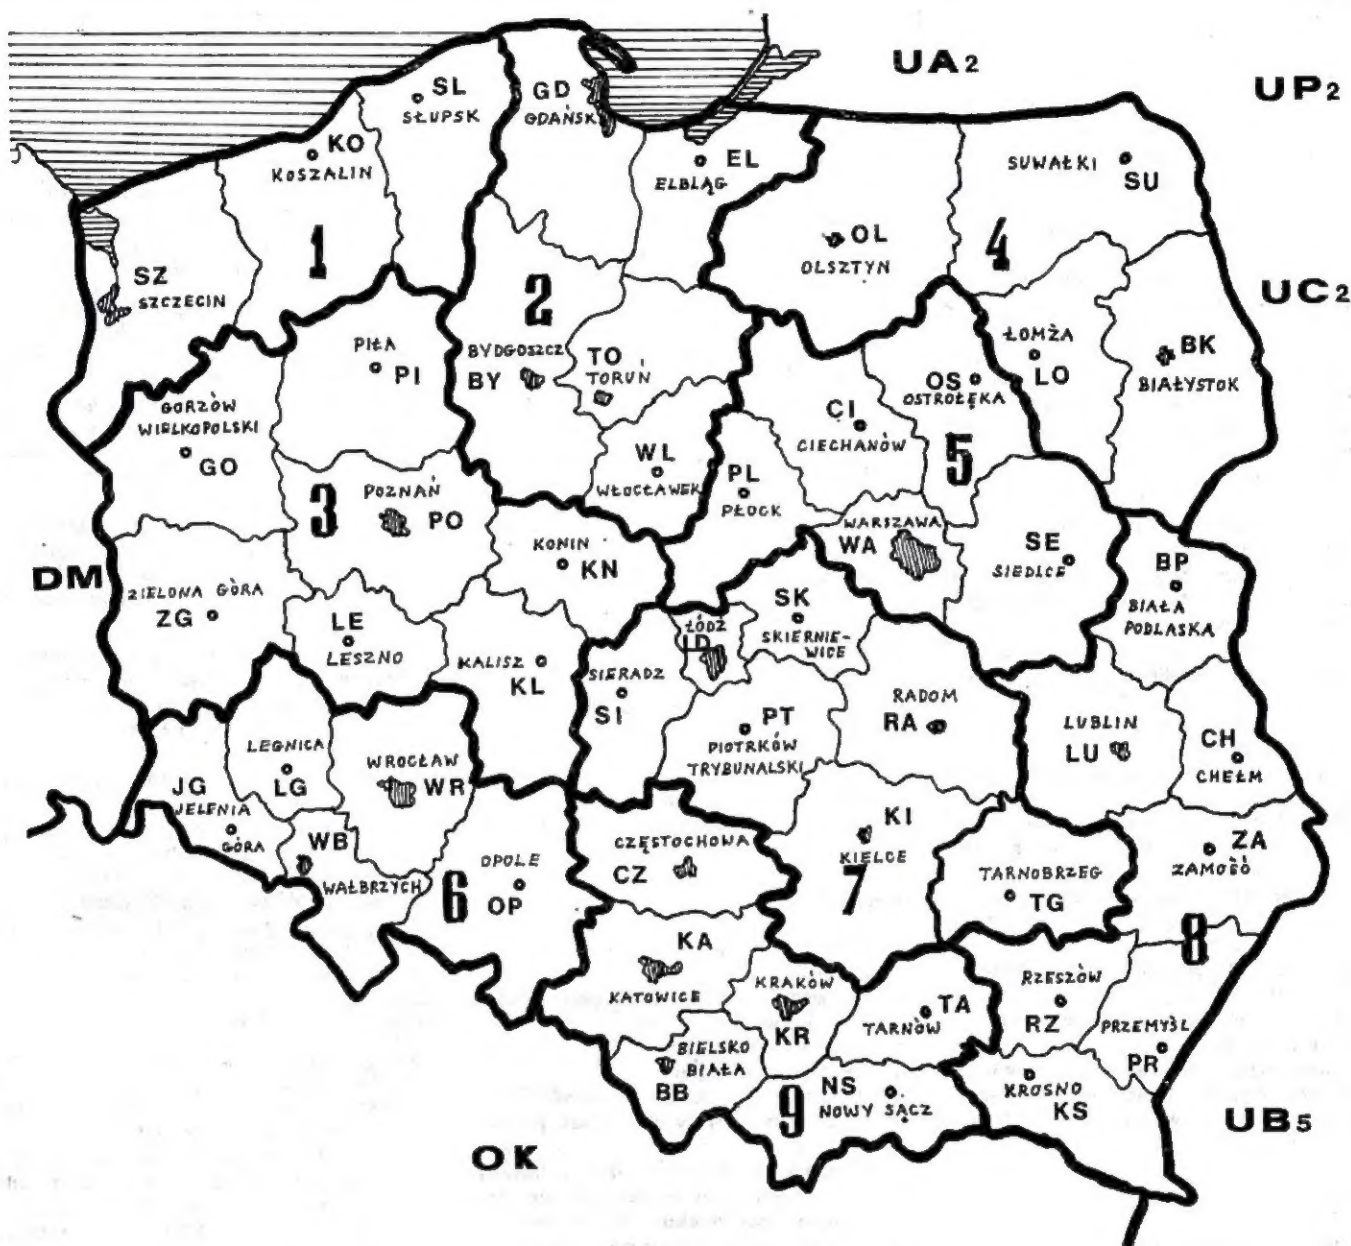 UA2
UP2
SL
SŁUPSK
GD
GDAŃSK
KO
KOSZALIN
EL
ELBLĄG
SUWAŁKI
SU
1
OL
OLSZTYN
4
SZ
SZCZECIN
2
UC2
PIŁA
PI
BYDGOSZCZ
BY
TO
TORUŃ
ŁOMŻA
LO
BK
BIAŁYSTOK
OS
OSTROŁĘKA
GORZÓW
WIELKOPOLSKI
GO
CI
CIECHANÓW
5
WL
WŁOCŁAWEK
PL
PŁOCK
3
POZNAŃ
PO
WARSZAWA
WA
KONIN
KN
SE
SIEDLCE
BP
BIAŁA
PODLASKA
DM
ZIELONA GÓRA
ZG
LE
LESZNO
SK
SKIERNIE-
WICE
ŁÓDŹ
LD
KALISZ
KL
SIERADZ
SI
RADOM
RA
PT
PIOTRKÓW
TRYBUNALSKI
LUBLIN
LU
CH
CHEŁM
LEGNICA
LG
WROCŁAW
WR
JG
JELENIA
GÓRA
WB
WAŁBRZYCH
KI
KIELCE
7
CZĘSTOCHOWA
CZ
ZA
ZAMOŚĆ
OPOLE
OP
6
TARNOBRZEG
TG
8
KA
KATOWICE
KRAKÓW
KR
RZESZÓW
RZ
TA
TARNÓW
PRZEMYŚL
PR
BIELSKO
BIAŁA
BB
NS
NOWY SĄCZ
9
KROSNO
KS
UB5
OK